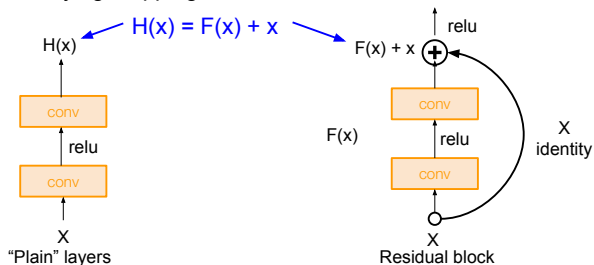 H(x) = F(x) + x
H(x)
conv
relu
conv
X
"Plain" layers
relu
F(x) + x
conv
F(x)
relu
conv
X
identity
X
Residual block